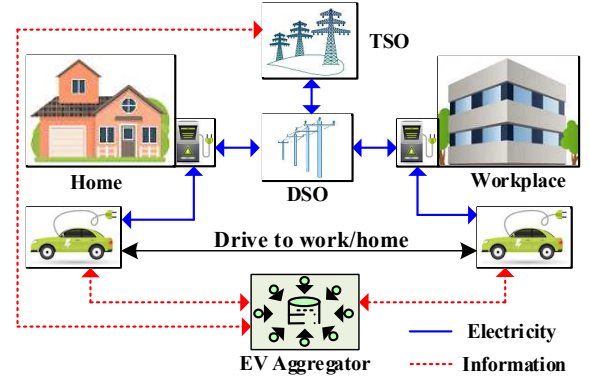 TSO
Home
DSO
Workplace
Drive to work/home
EV Aggregator
Electricity
Information